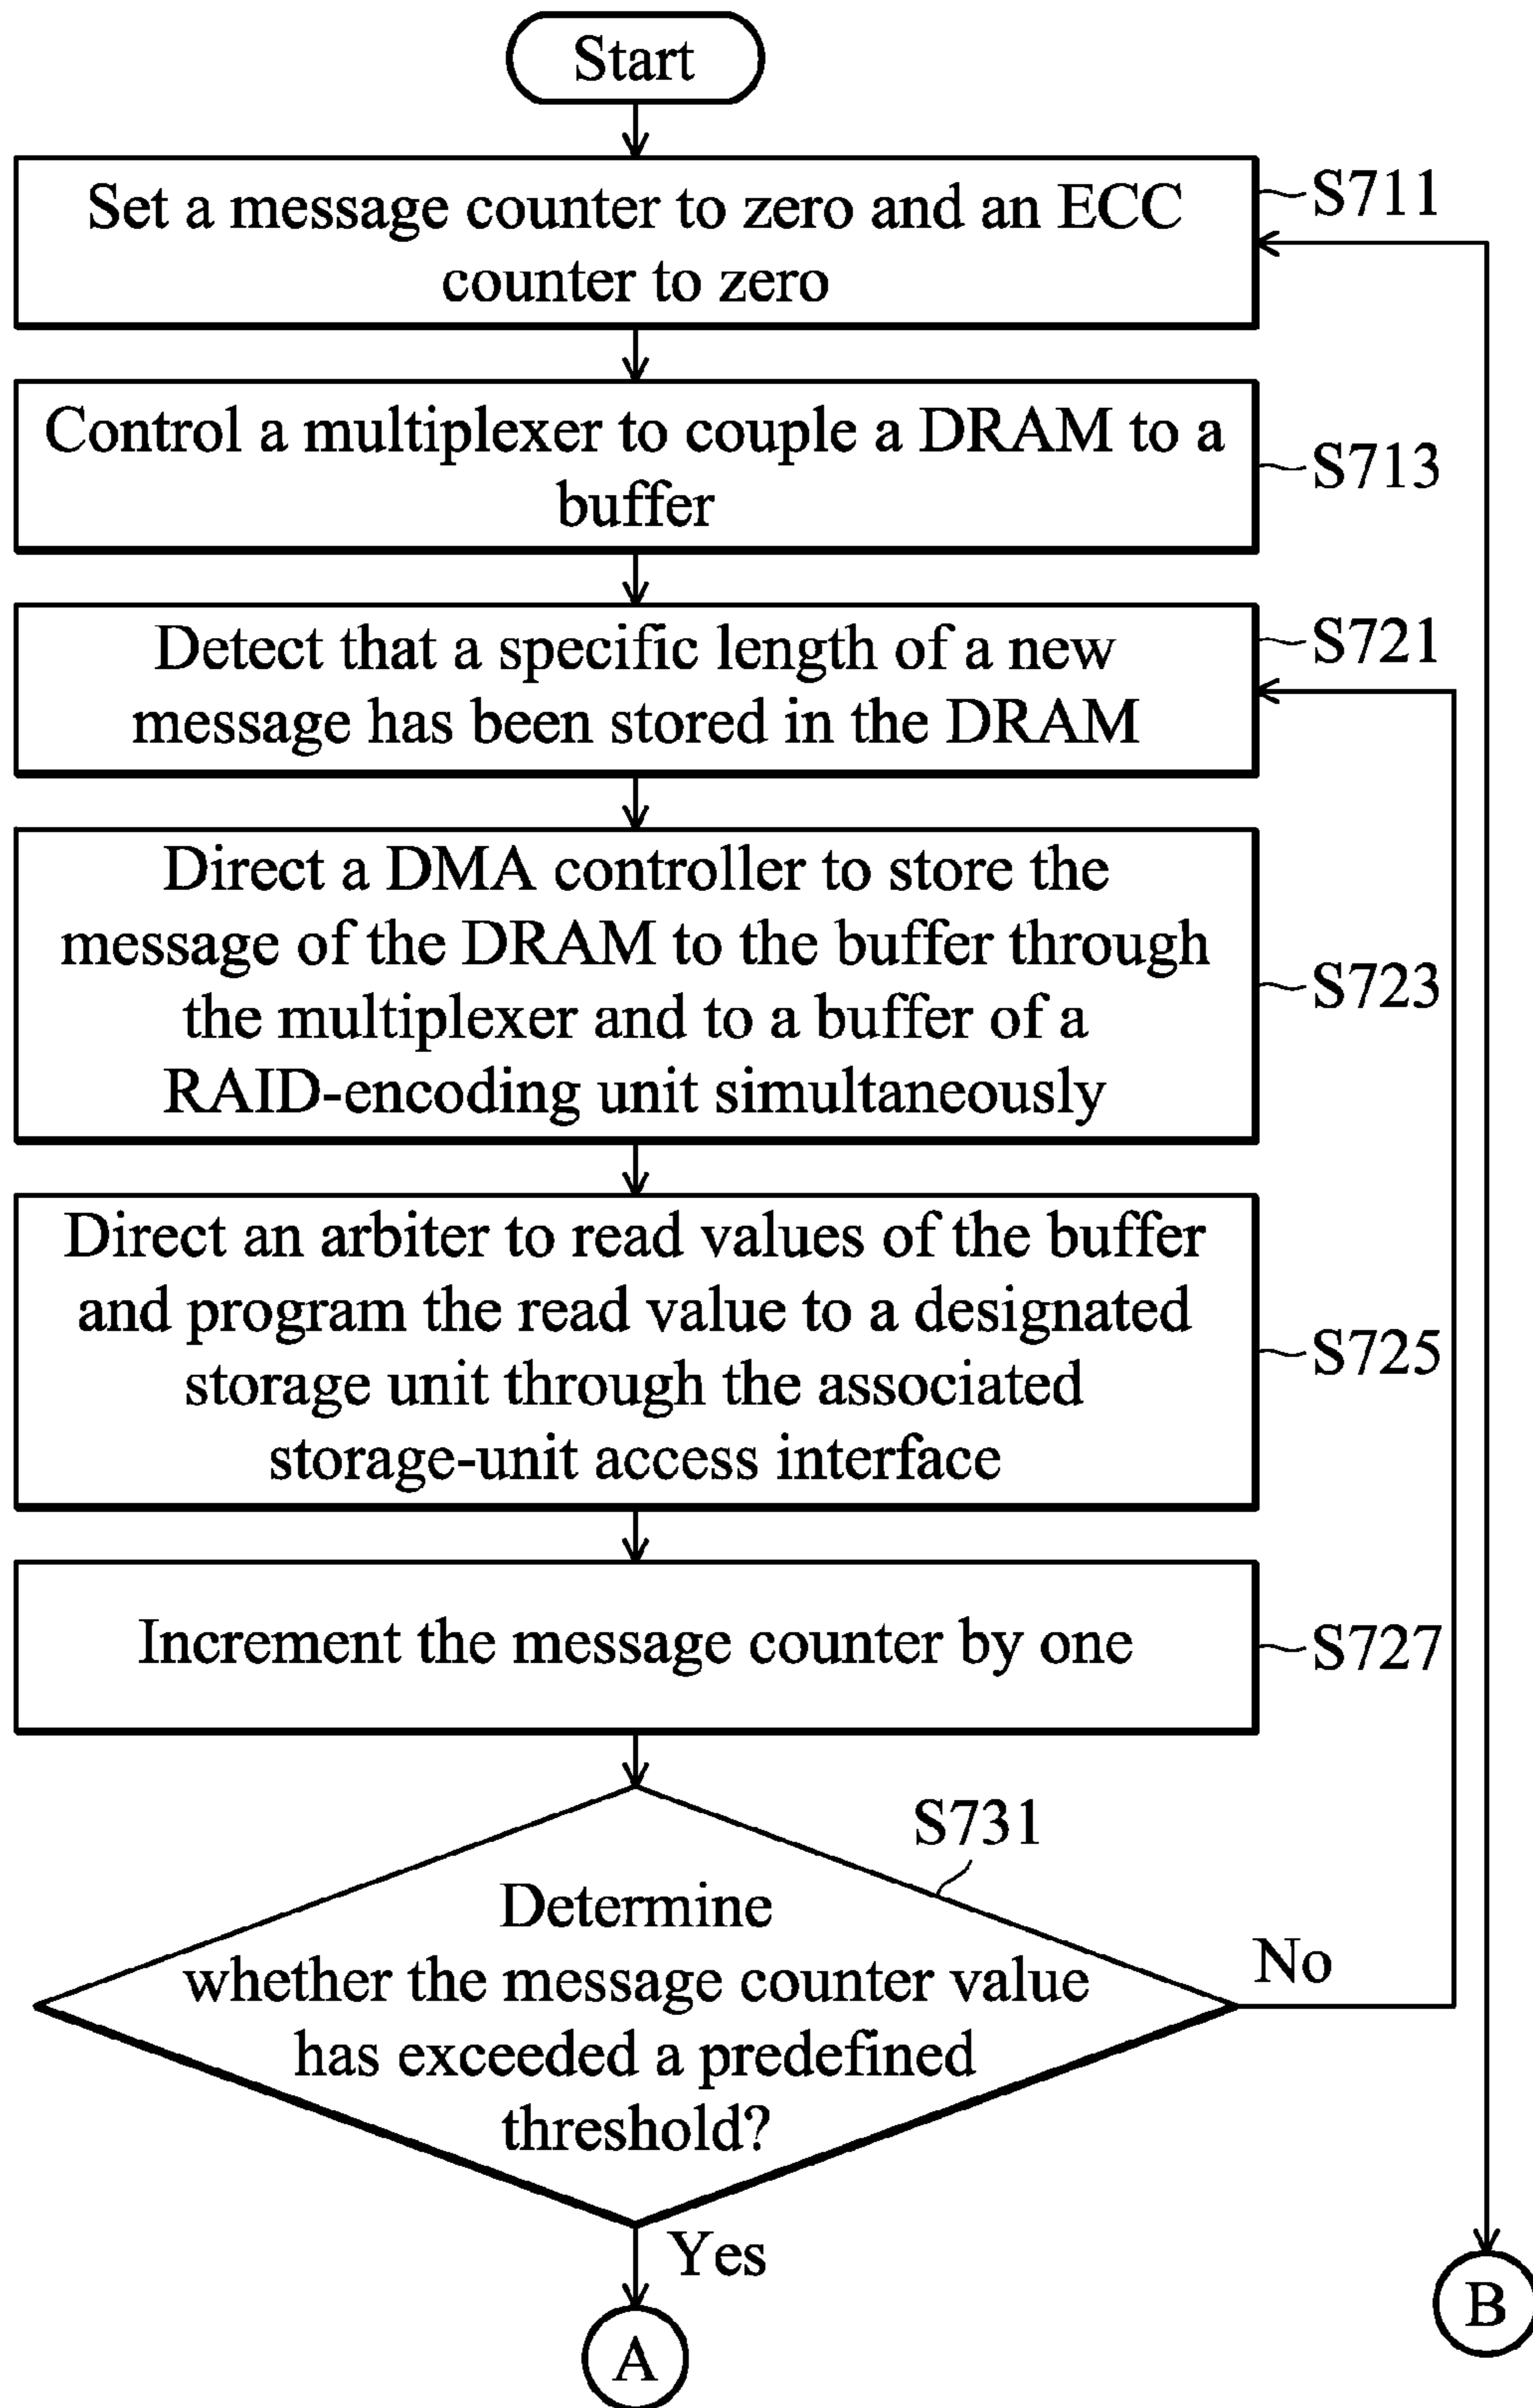 Start
Set a message counter to zero and an ECC
counter to zero
S711
Control a multiplexer to couple a DRAM to a
buffer
S713
Detect that a specific length of a new
message has been stored in the DRAM
S721
Direct a DMA controller to store the
message of the DRAM to the buffer through
the multiplexer and to a buffer of a
RAID-encoding unit simultaneously
S723
Direct an arbiter to read values of the buffer
and program the read value to a designated
storage unit through the associated
storage-unit access interface
S725
Increment the message counter by one
S727
S731
Determine
whether the message counter value
has exceeded a predefined
threshold?
No
Yes
A
B